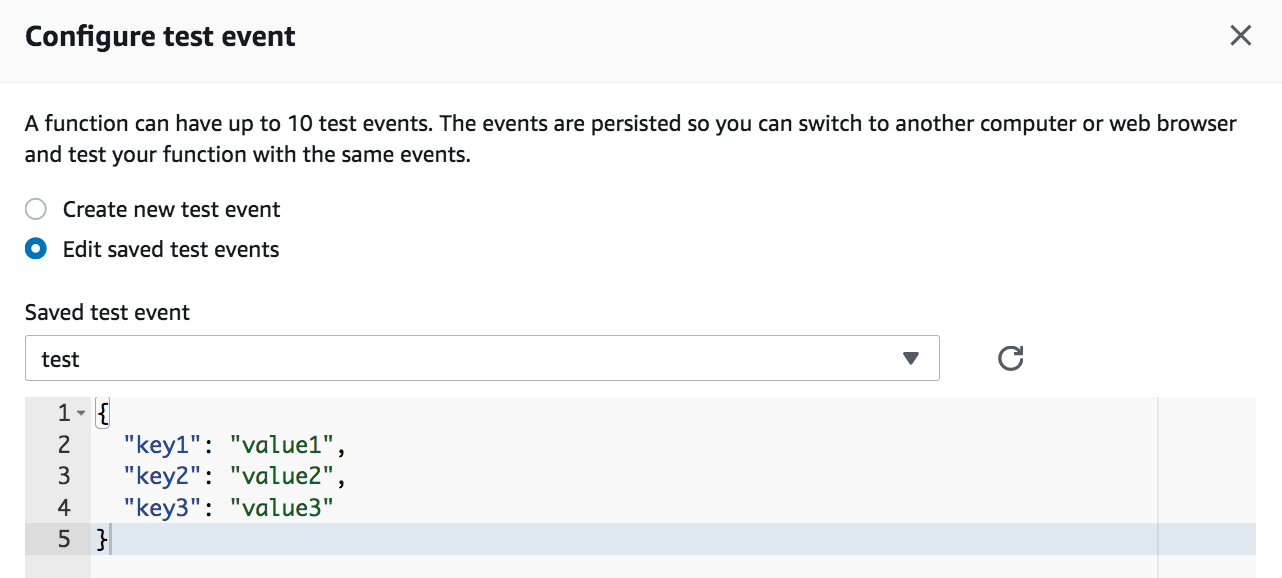 Configure test event
A function can have up to 10 test events. The events are persisted so you can switch to another computer or web browser
and test your function with the same events.
Create new test event
Edit saved test events
Saved test event
test
1 {
2 "key1": "value1",
3 "key2": "value2",
4 "key3": "value3"
5 }